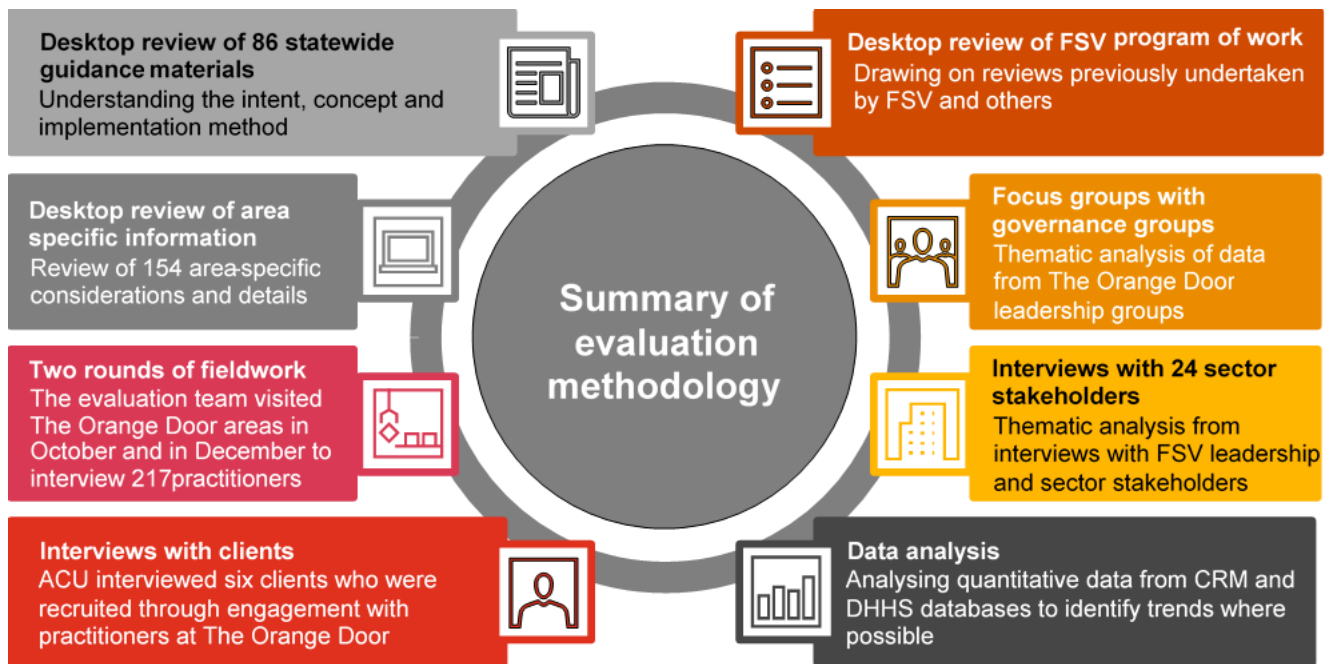 Desktop review of 86 statewide
guidance materials
Understanding the intent, concept and
implementation method
Desktop review of FSV program of work
Drawing on reviews previously undertaken
by FSV and others
Desktop review of area
specific information
Review of 154 area-specific
considerations and details
Focus groups with
governance groups
Thematic analysis of data
from The Orange Door
leadership groups
Summary of
evaluation
methodology
Two rounds of fieldwork
The evaluation team visited
The Orange Door areas in
October and in December to
interview 217practitioners
Interviews with 24 sector
stakeholders
Thematic analysis from
interviews with FSV leadership
and sector stakeholders
Interviews with clients
ACU interviewed six clients who were
recruited through engagement with
practitioners at The Orange Door
Data analysis
Analysing quantitative data from CRM and
DHHS databases to identify trends where
possible